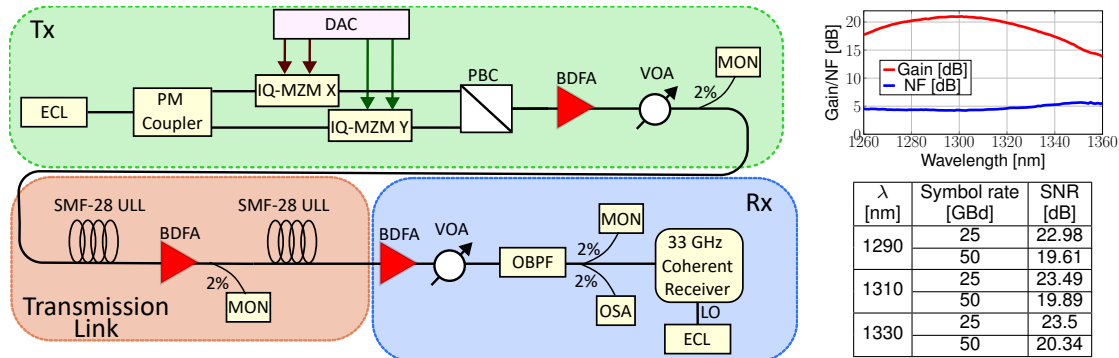 Tx
DAC
ECL
PM
Coupler
IQ-MZM X
IQ-MZM Y
PBC
BDFA
VOA
MON
2%
SMF-28 ULL
BDFA
2%
MON
SMF-28 ULL
Transmission
Link
Rx
BDFA
VOA
OBPF
2%
MON
2%
OSA
33 GHz
Coherent
Receiver
LO
ECL
Gain/NF [dB]
20
15
10
5
0
Gain [dB]
NF [dB]
1260 1280 1300 1320 1340 1360
Wavelength [nm]
λ Symbol rate SNR
[nm] [GBd] [dB]
1290 25 22.98
50 19.61
1310 25 23.49
50 19.89
1330 25 23.5
50 20.34